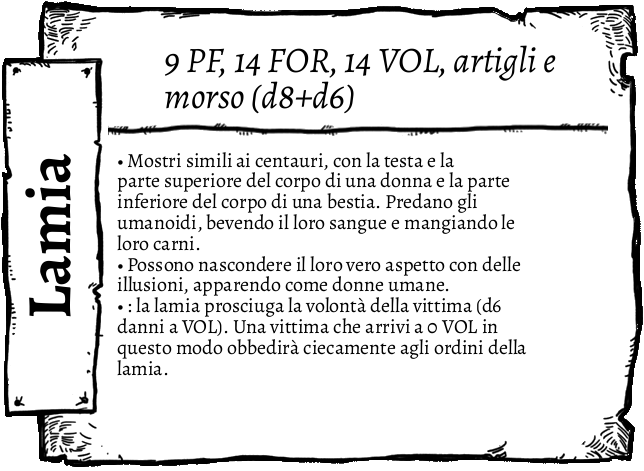 Lamia
9 PF, 14 FOR, 14 VOL, artigli e
morso (d8+d6)
• Mostri simili ai centauri, con la testa e la
parte superiore del corpo di una donna e la parte
inferiore del corpo di una bestia. Predano gli
umanoidi, bevendo il loro sangue e mangiando le
loro carni.
• Possono nascondere il loro vero aspetto con delle
illusioni, apparendo come donne umane.
• : la lamia prosciuga la volontà della vittima (d6
danni a VOL). Una vittima che arrivi a 0 VOL in
questo modo obbedirà ciecamente agli ordini della
lamia.